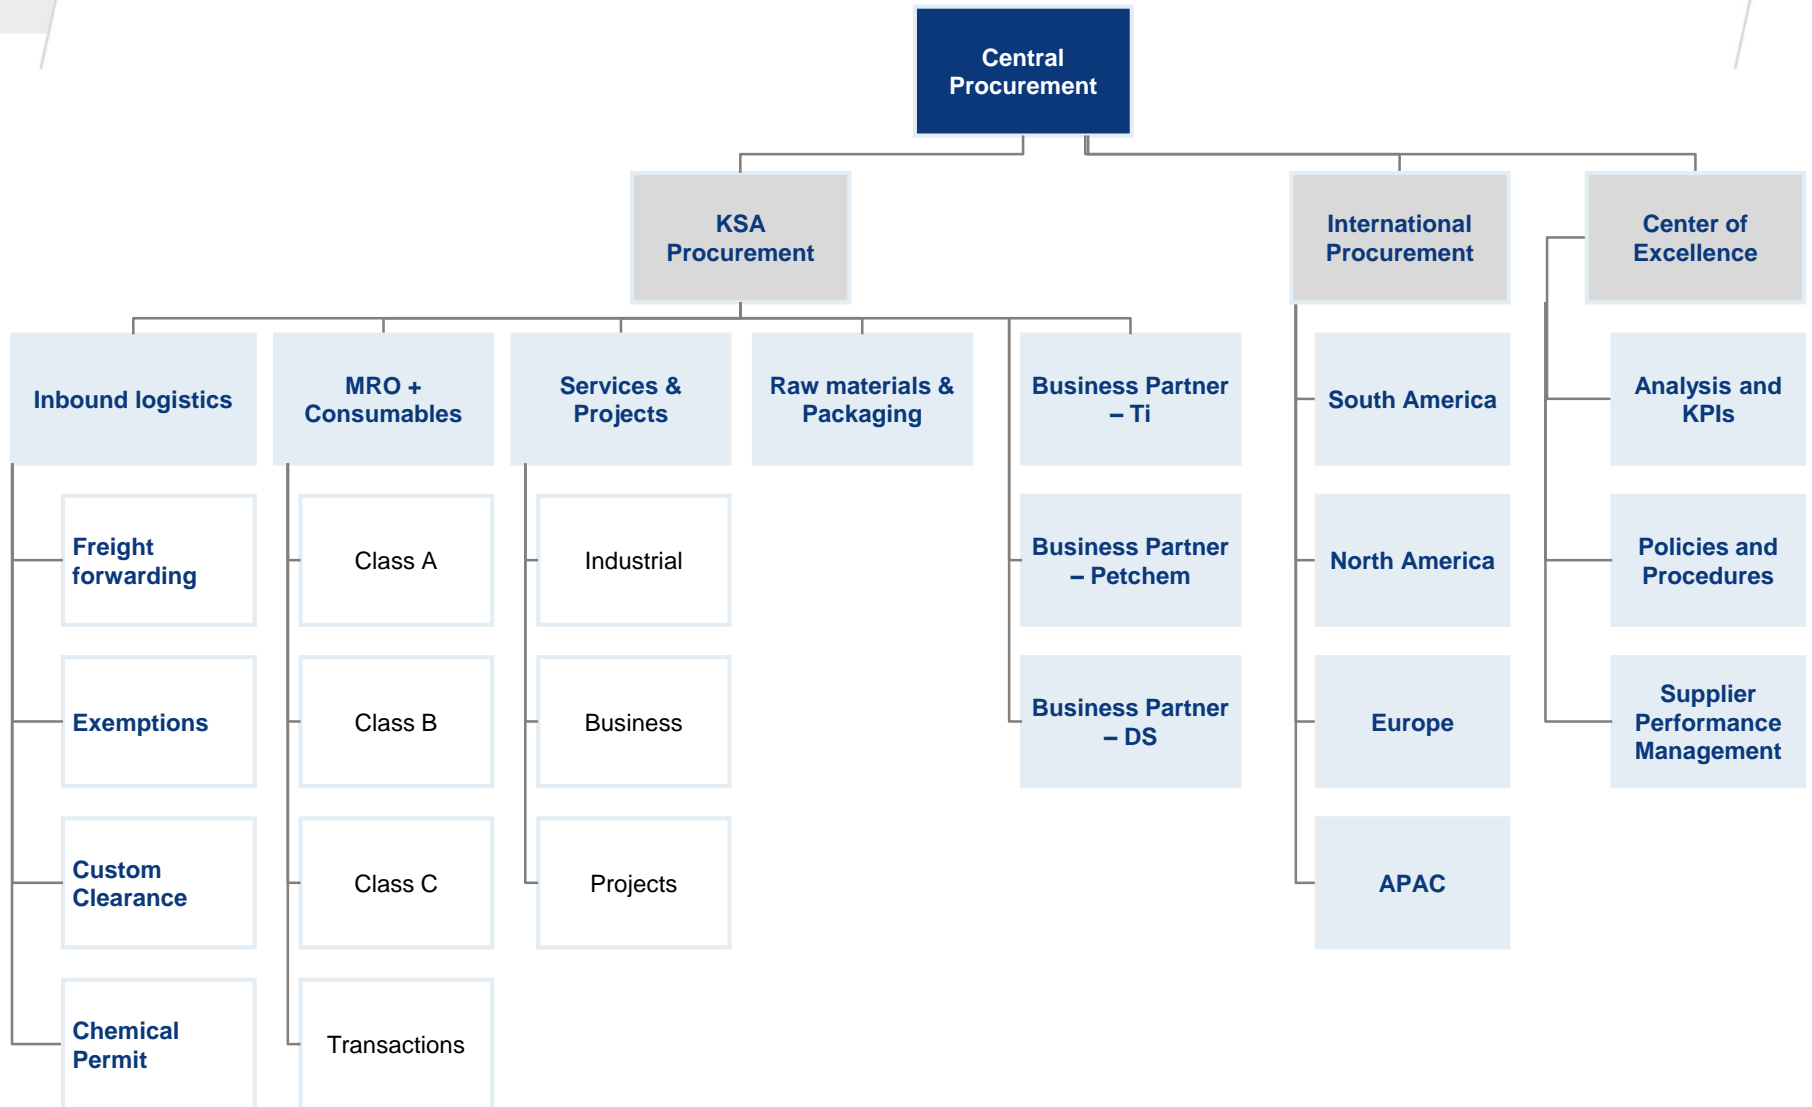 Central
Procurement
KSA
Procurement
International
Procurement
Center of
Excellence
Inbound logistics
MRO +
Consumables
Services &
Projects
Raw materials &
Packaging
Business Partner
– Ti
South America
Analysis and
KPIs
Freight
forwarding
Class A
Industrial
Business Partner
– Petchem
North America
Policies and
Procedures
Exemptions
Class B
Business
Business Partner
– DS
Europe
Supplier
Performance
Management
Custom
Clearance
Class C
Projects
APAC
Chemical
Permit
Transactions